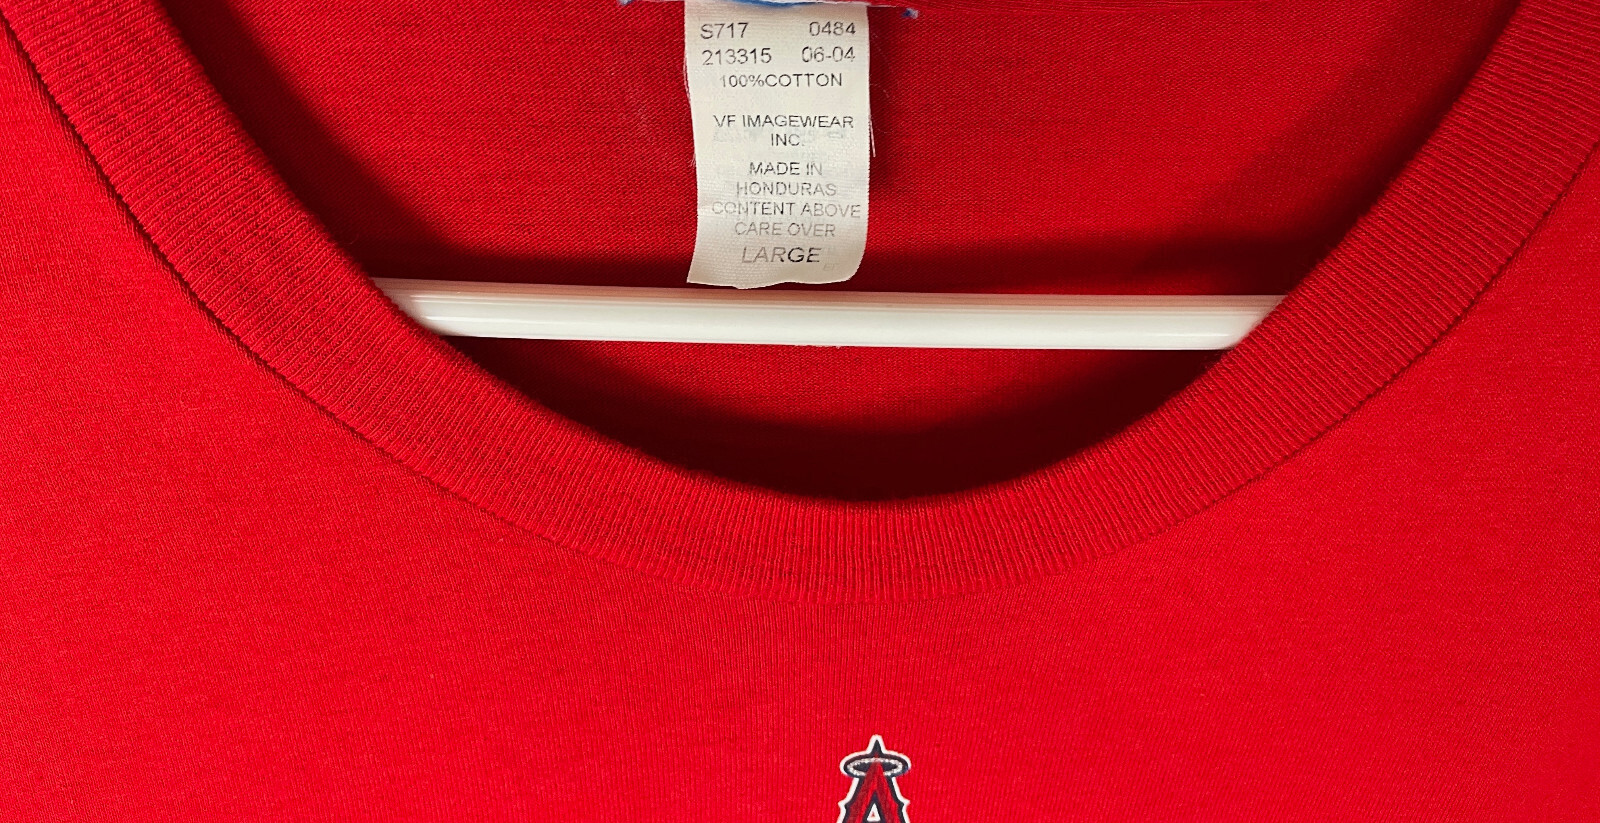 S717 0484
213315 06-04
100%COTTON
VF IMAGEWEAR
INC.
MADE IN
HONDURAS
CONTENT ABOVE
CARE OVER
LARGE
A